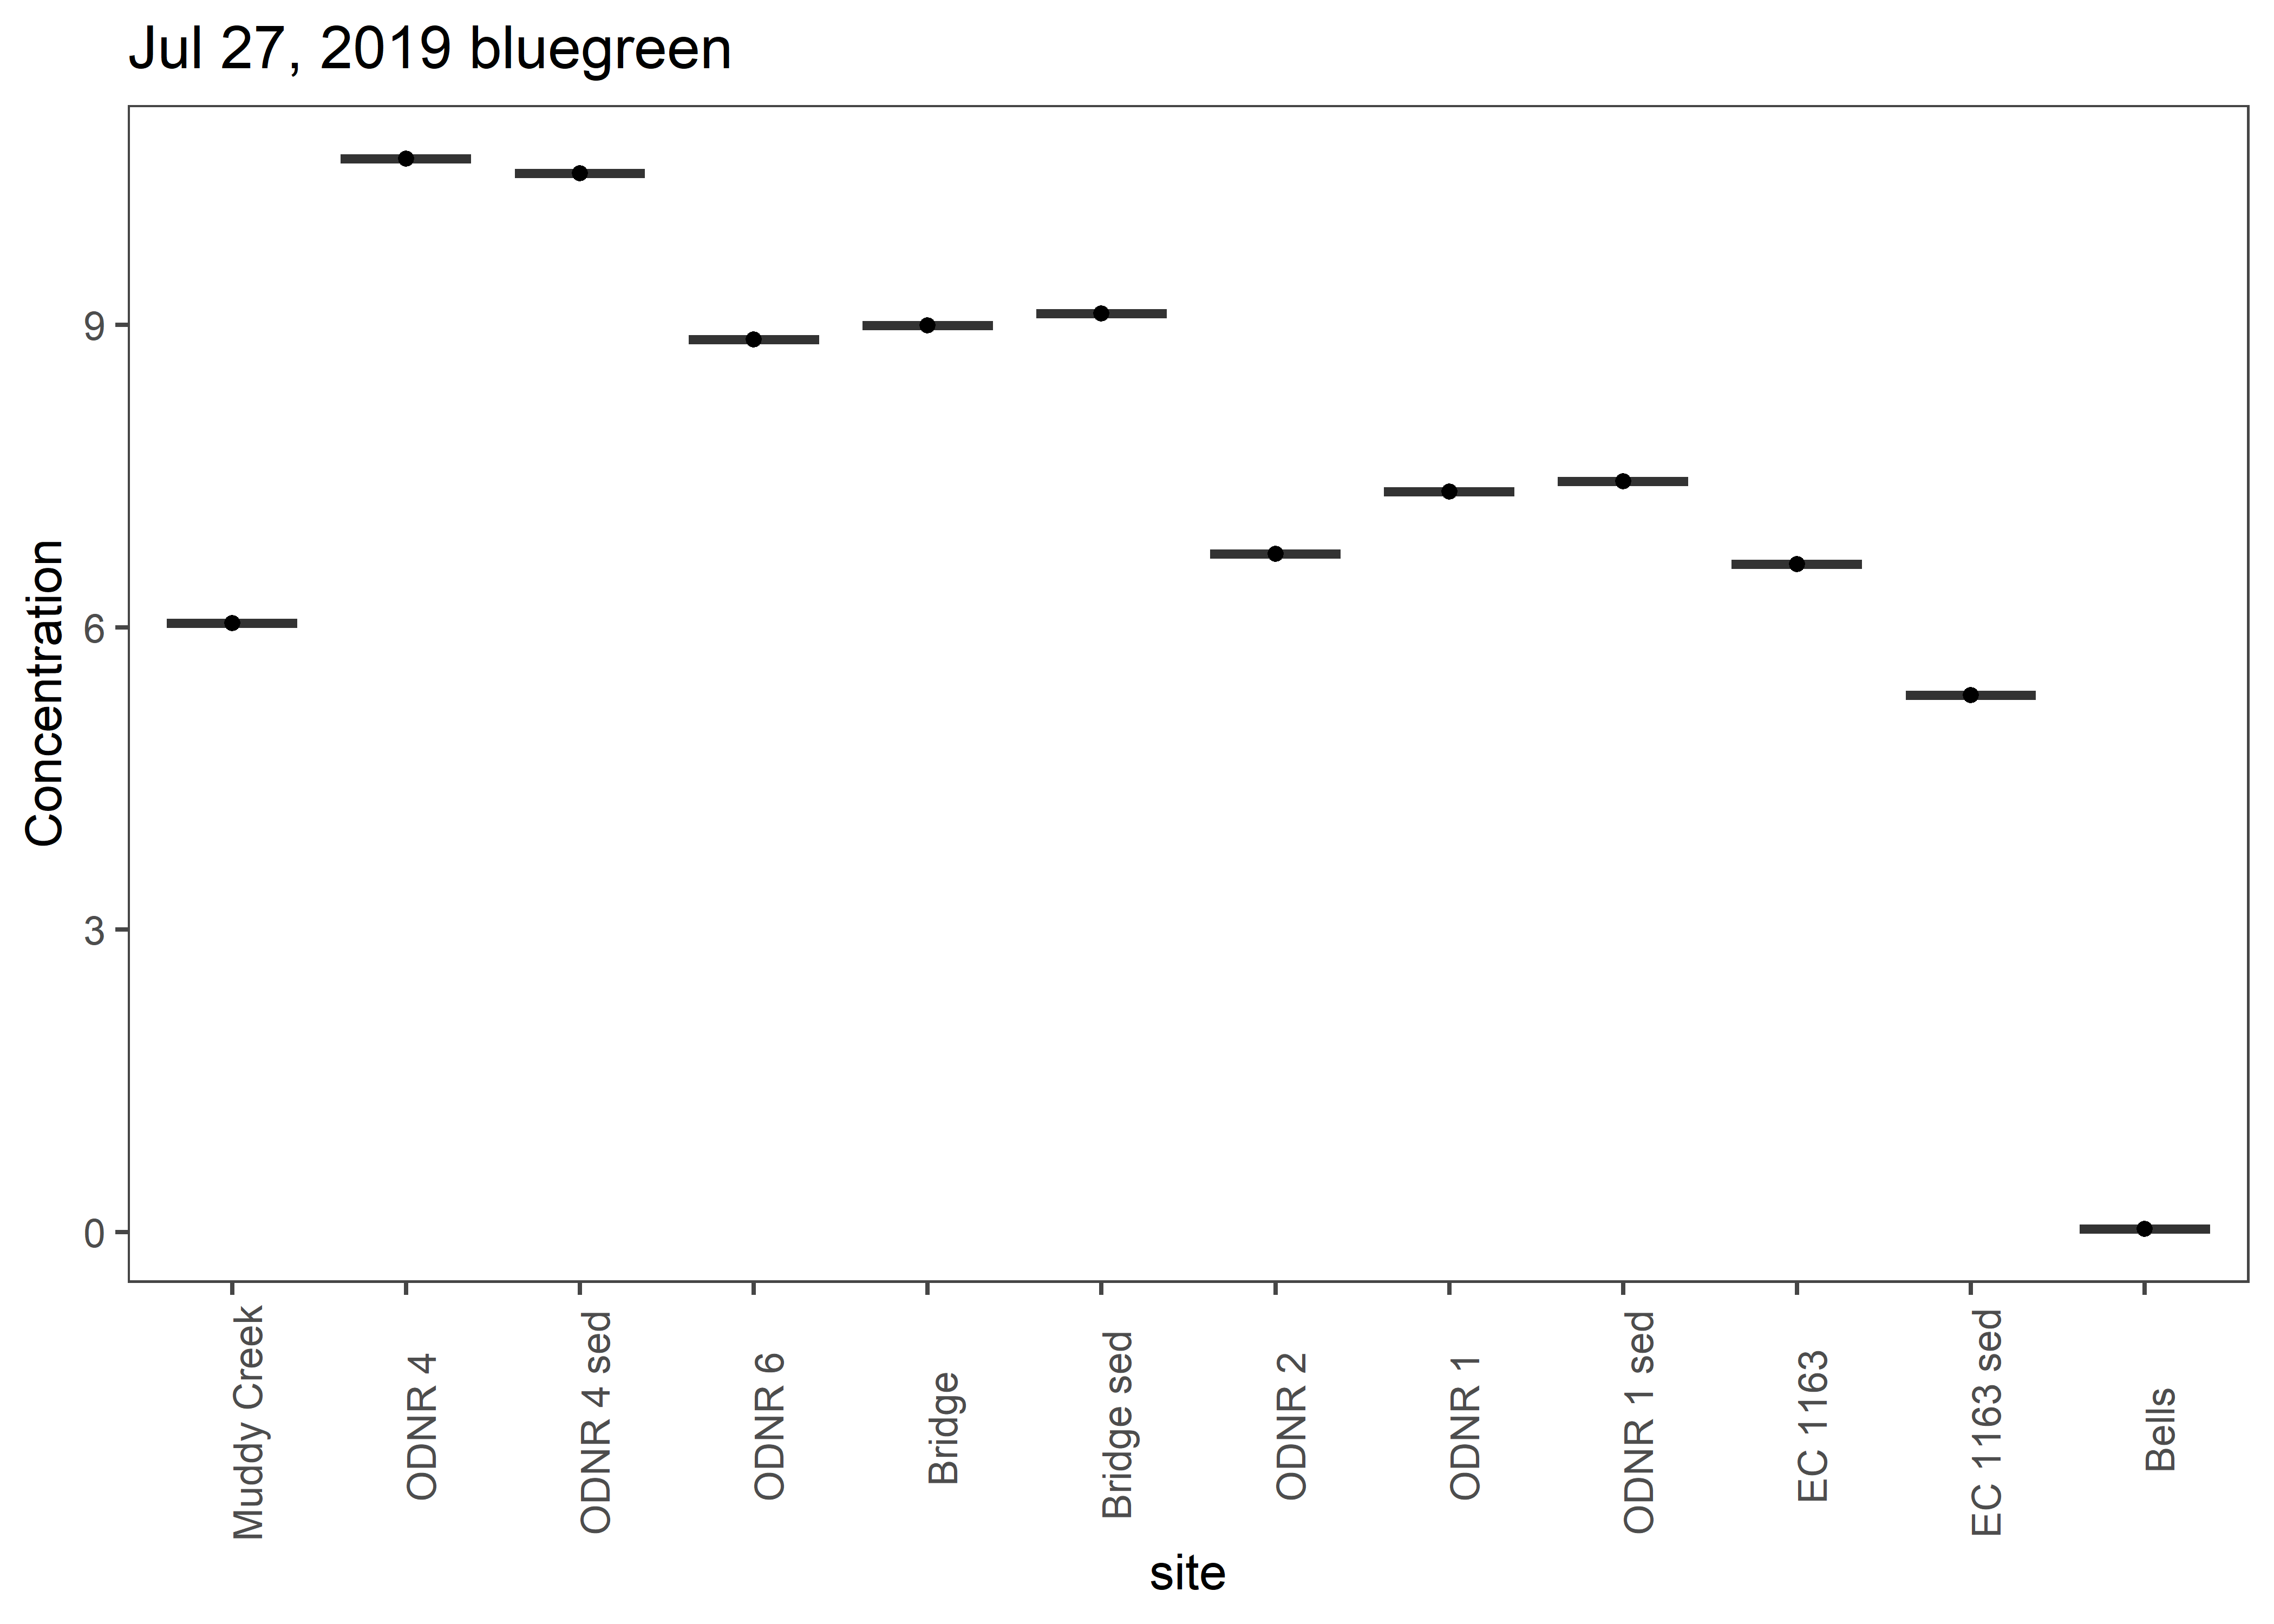 Jul 27, 2019 bluegreen
Concentration
9
6
3
0
Muddy Creek
ODNR 4
ODNR 4 sed
ODNR 6
Bridge
Bridge sed
ODNR 2
ODNR 1
ODNR 1 sed
EC 1163
EC 1163 sed
Bells
site